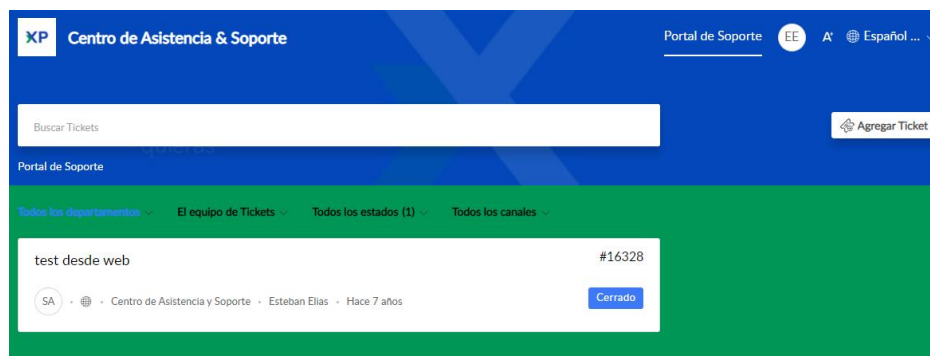 XP Centro de Asistencia & Soporte Portal de Soporte EE A+ Español ...
Buscar Tickets
Agregar Ticket
quieras
Portal de Soporte
Todos los departamentos El equipo de Tickets Todos los estados (1) Todos los canales
test desde web #16328
SA · · Centro de Asistencia y Soporte · Esteban Elias · Hace 7 años Cerrado